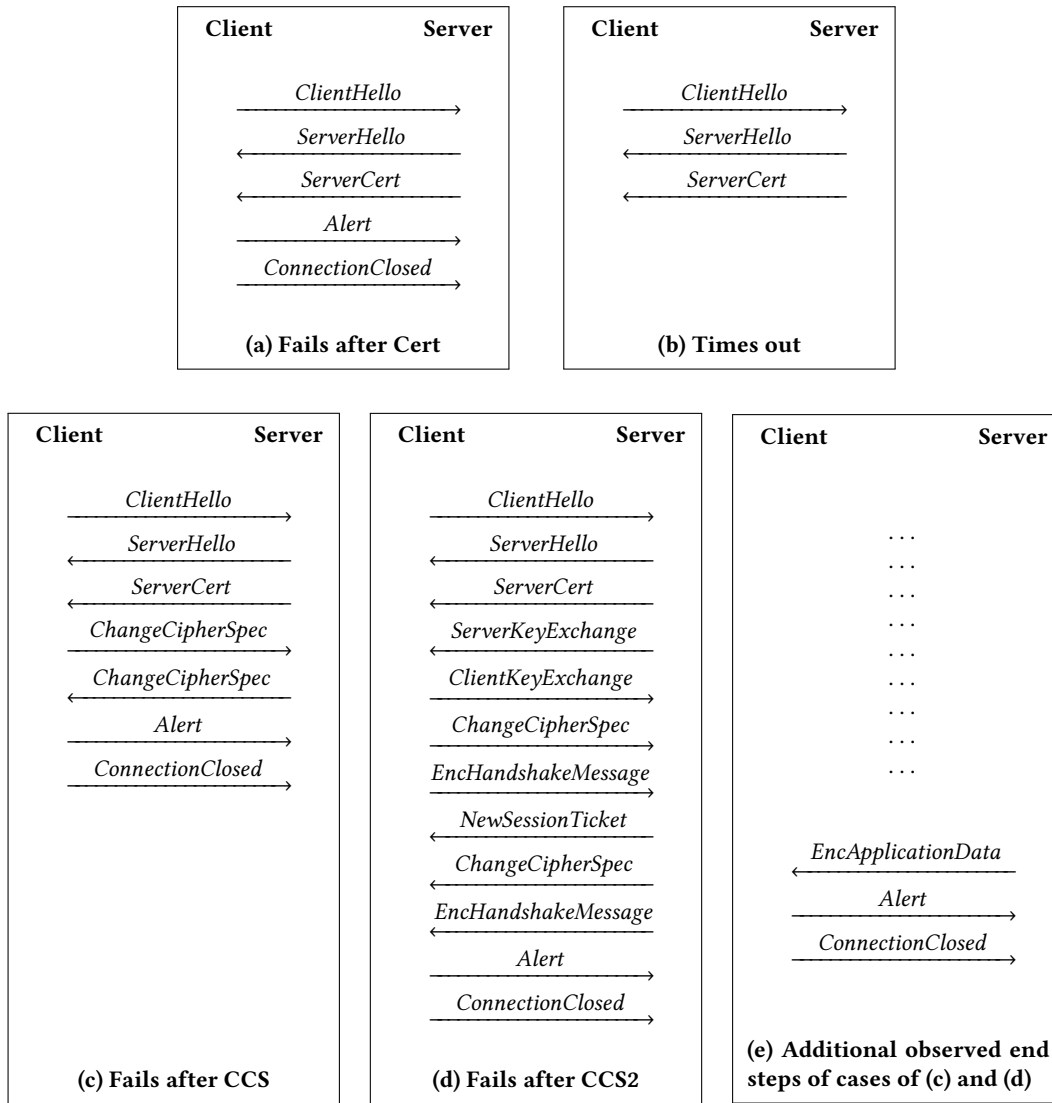 Client Server
ClientHello
ServerHello
ServerCert
Alert
ConnectionClosed
(a) Fails after Cert
Client Server
ClientHello
ServerHello
ServerCert
(b) Times out
Client Server
ClientHello
ServerHello
ServerCert
ChangeCipherSpec
ChangeCipherSpec
Alert
ConnectionClosed
(c) Fails after CCS
Client Server
ClientHello
ServerHello
ServerCert
ServerKeyExchange
ClientKeyExchange
ChangeCipherSpec
EncHandshakeMessage
NewSessionTicket
ChangeCipherSpec
EncHandshakeMessage
Alert
ConnectionClosed
(d) Fails after CCS2
Client Server
. . .
. . .
. . .
. . .
. . .
. . .
. . .
. . .
. . .
EncApplicationData
Alert
ConnectionClosed
(e) Additional observed end
steps of cases of (c) and (d)